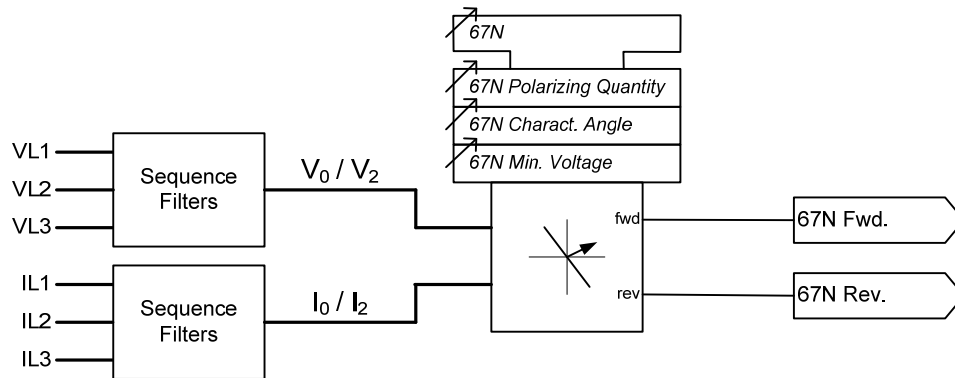 67N
67N Polarizing Quantity
67N Charact. Angle
67N Min. Voltage
VL1
VL2
VL3
Sequence
Filters
V0 / V2
IL1
IL2
IL3
Sequence
Filters
I0 / I2
fwd
rev
67N Fwd.
67N Rev.